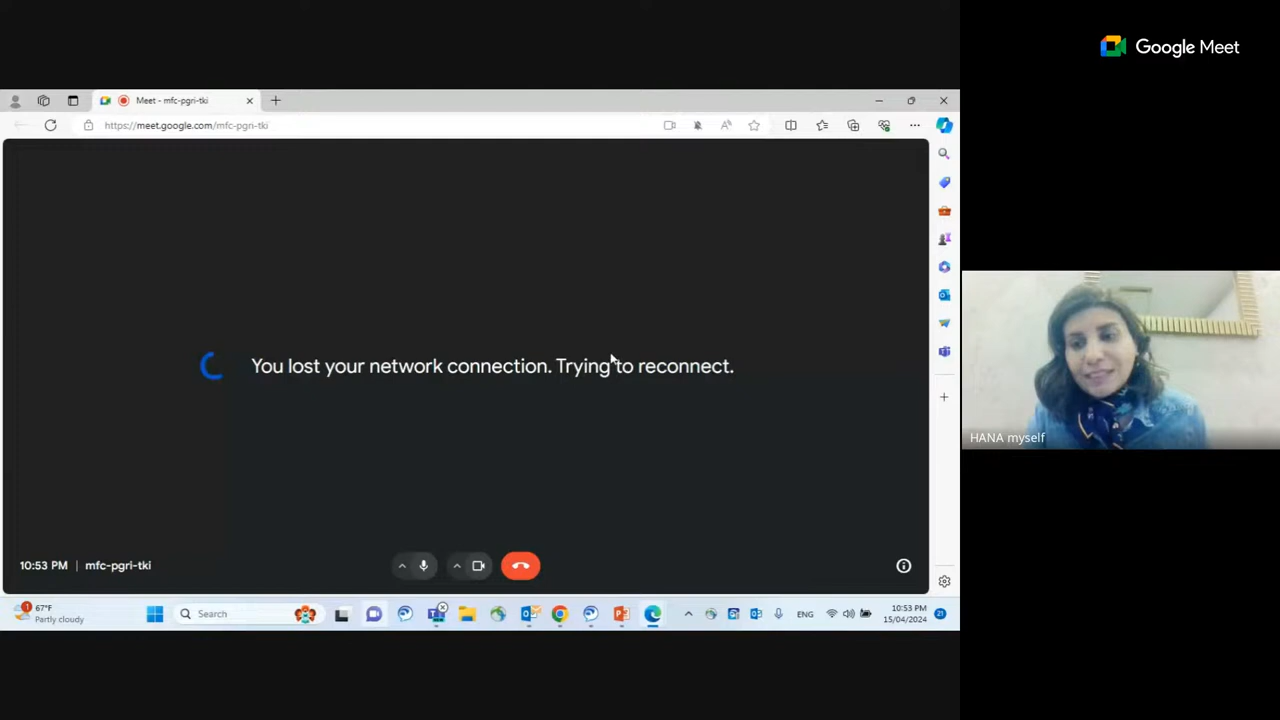 Google Meet
Meet - mfc-pgri-tki
https://meet.google.com/mfc-pgri-tki
You lost your network connection. Trying to reconnect.
HANA myself
10:53 PM | mfc-pgri-tki
1
67°F
Partly cloudy
Search
ENG
10:53 PM
15/04/2024
21